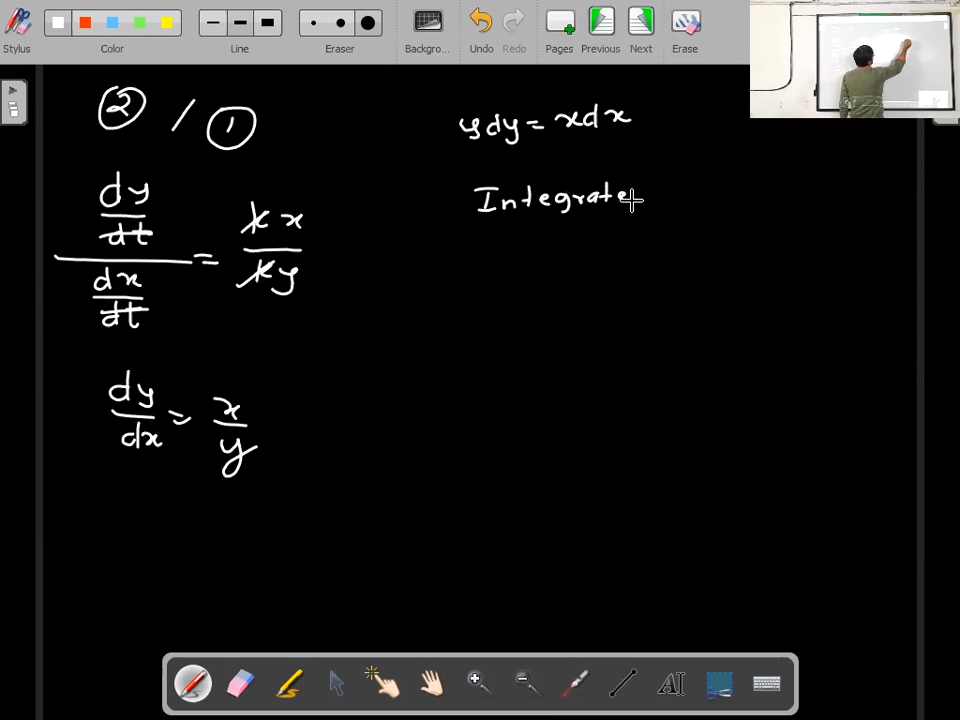 Stylus
Color
Line
Eraser
Backgro...
Undo
Redo
Pages
Previous
Next
Erase
② / ①
dy/dt / dx/dt = kx / ky
dy/dx = x/y
ydy = xdx
Integrate
AI